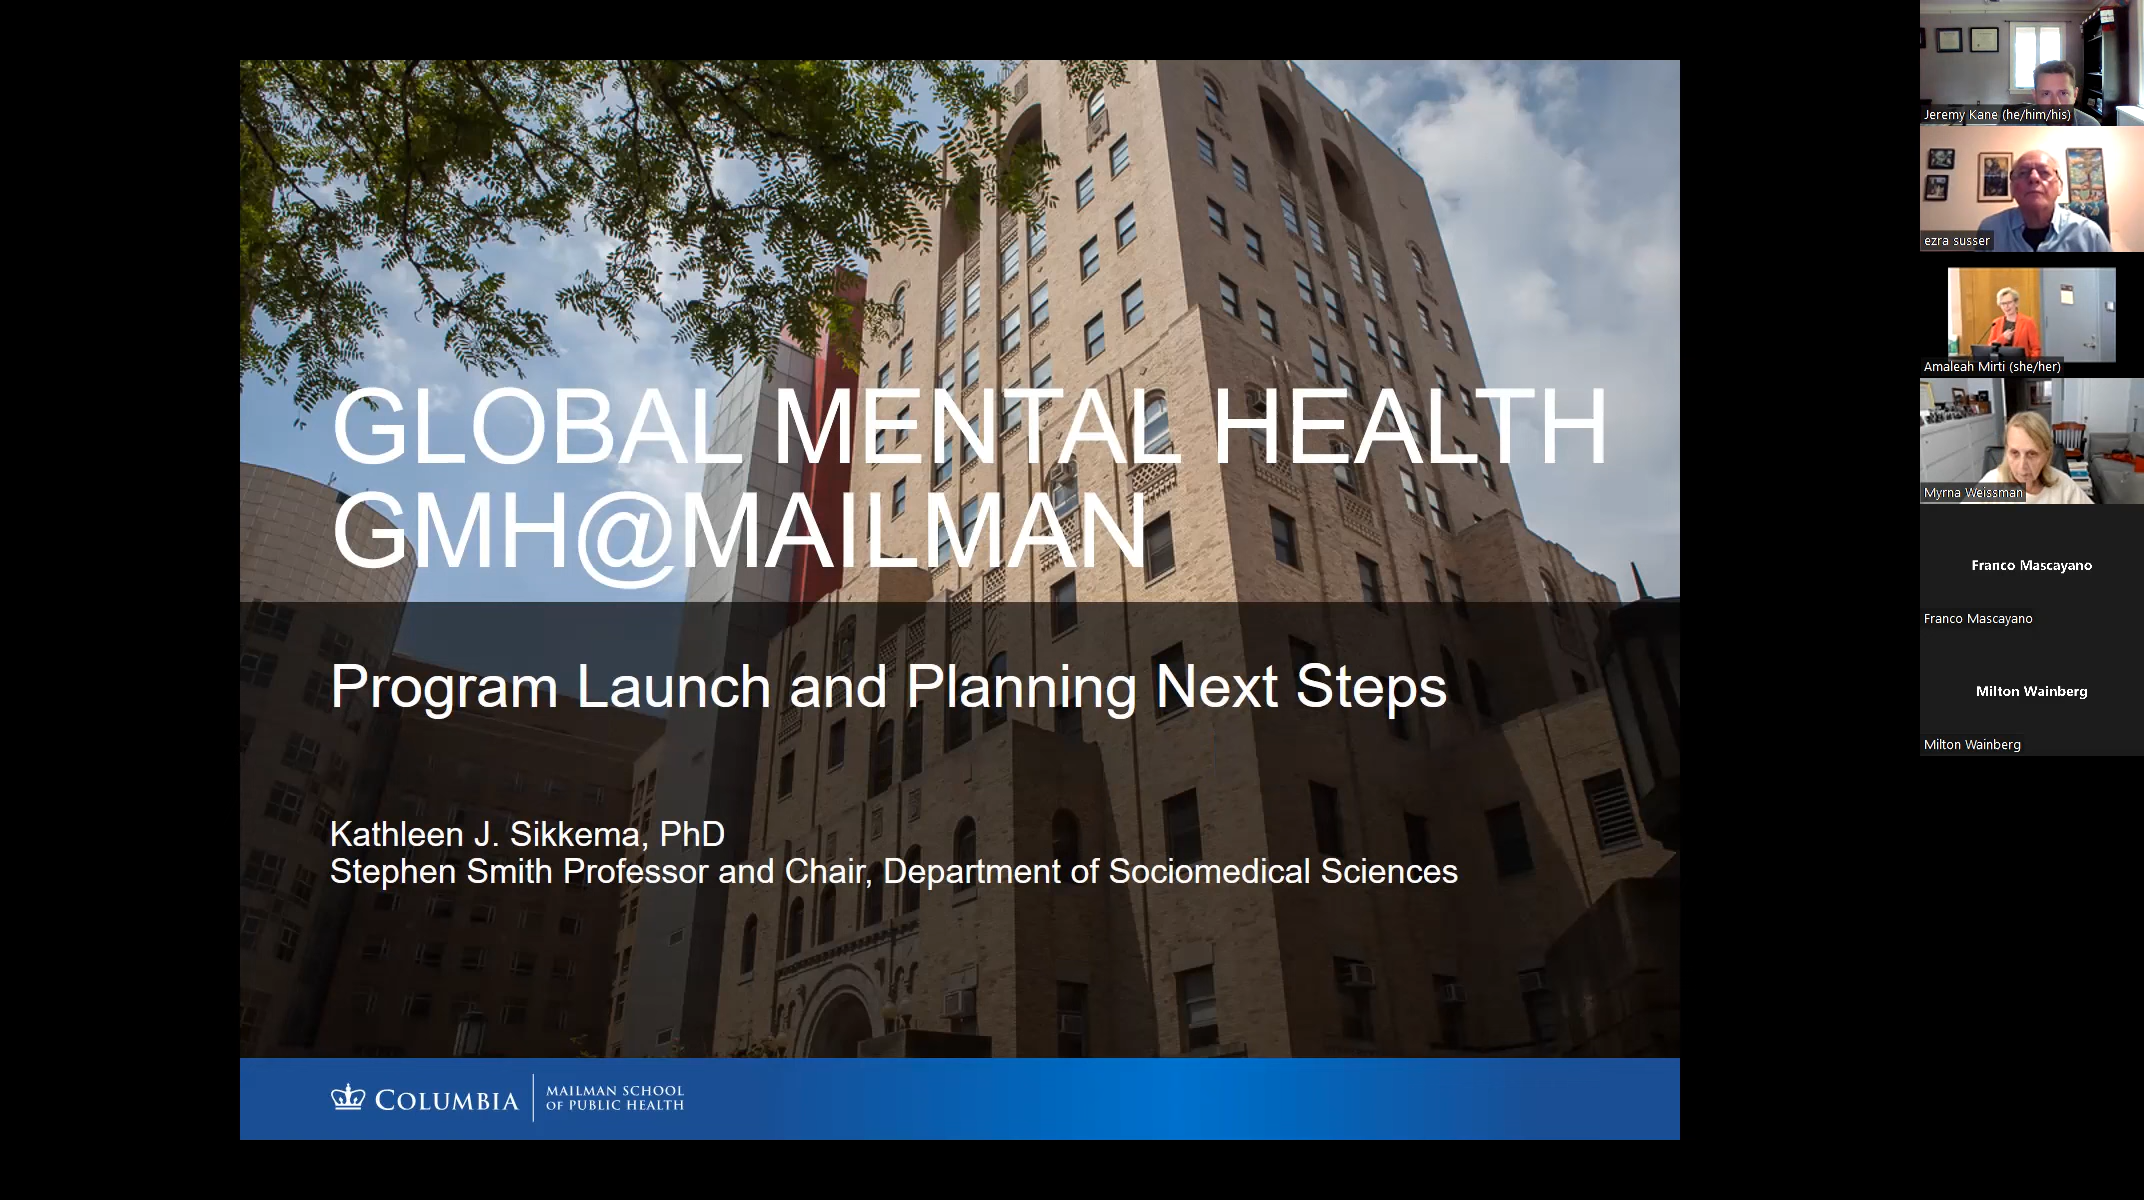 GLOBAL MENTAL HEALTH
GMH@MAILMAN
Program Launch and Planning Next Steps
Kathleen J. Sikkema, PhD
Stephen Smith Professor and Chair, Department of Sociomedical Sciences
COLUMBIA
MAILMAN SCHOOL
OF PUBLIC HEALTH
Jeremy Kane (he/him/his)
ezra susser
Amaleah Mirti (she/her)
Myrna Weissman
Franco Mascayano
Franco Mascayano
Milton Wainberg
Milton Wainberg